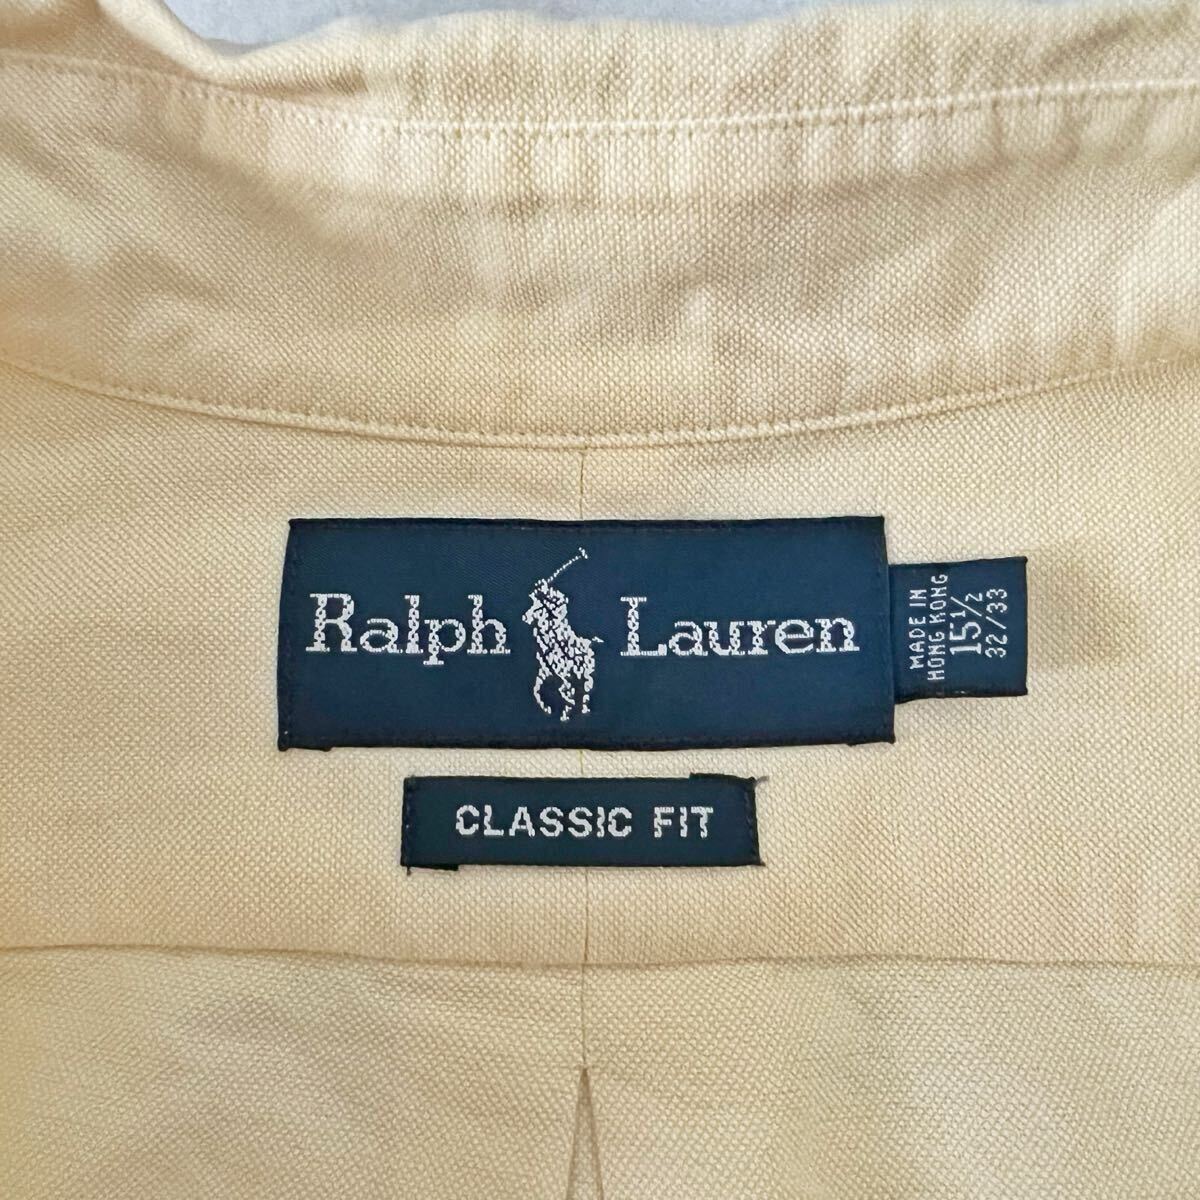 Ralph Lauren
MADE IN
HONG KONG
15½
32/33
CLASSIC FIT